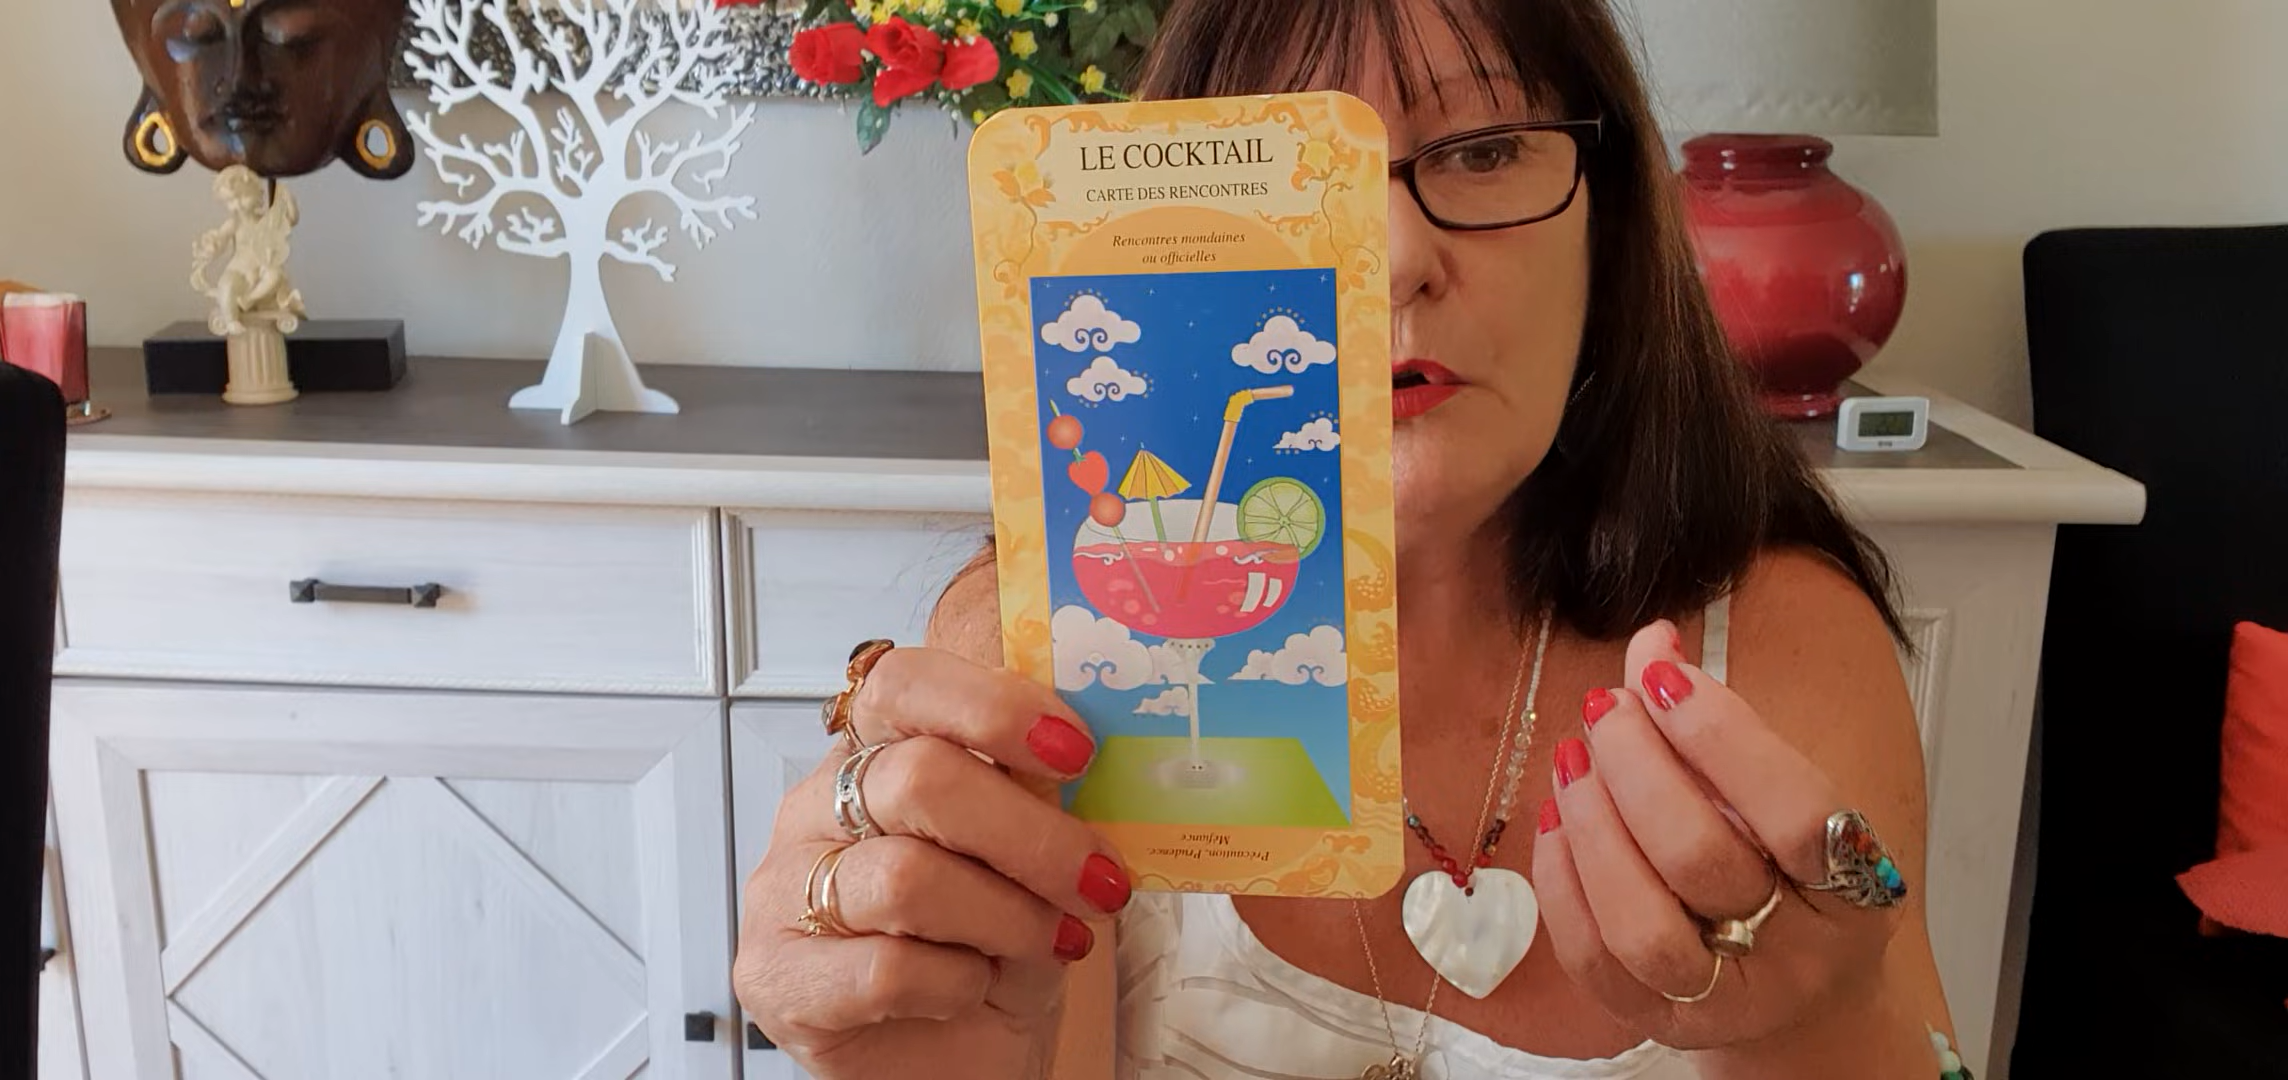 LE COCKTAIL
CARTE DES RENCONTRES
Rencontres mondaines
ou officielles
Précaution, Prudence,
Méfiance